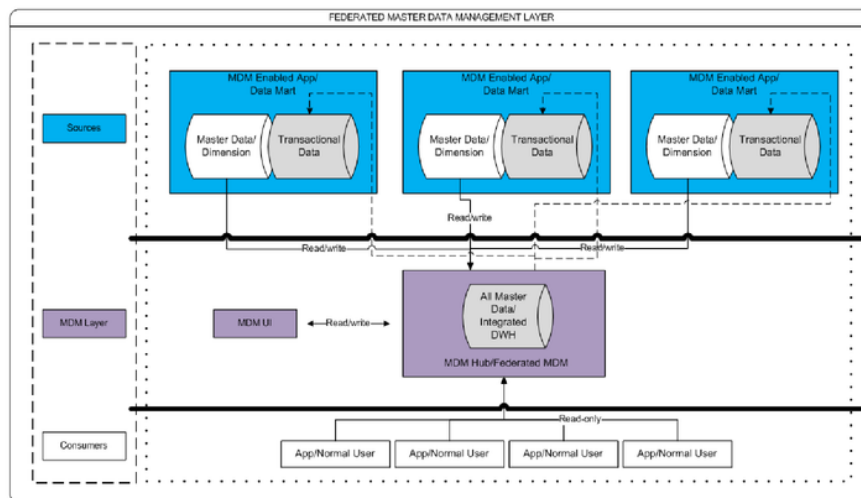 FEDERATED MASTER DATA MANAGEMENT LAYER
Sources
MDM Enabled App/
Data Mart
Master Data/
Dimension
Transactional
Data
MDM Enabled App/
Data Mart
Master Data/
Dimension
Transactional
Data
MDM Enabled App/
Data Mart
Master Data/
Dimension
Transactional
Data
Read/write
Read/write
Read/write
MDM Layer
MDM UI
Read/write
All Master
Data/
Integrated
DWH
MDM Hub/Federated MDM
Consumers
Read-only
App/Normal User
App/Normal User
App/Normal User
App/Normal User